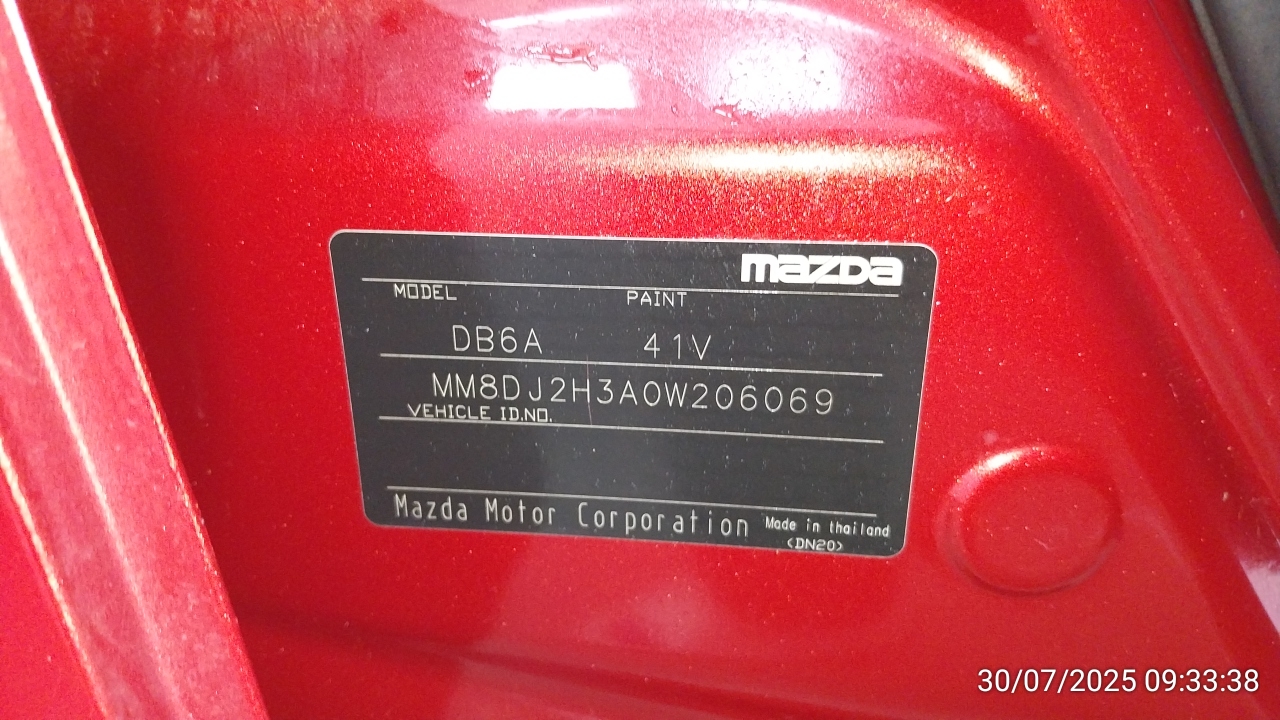 mazda
MODEL PAINT
DB6A 41V
MM8DJ2H3A0W206069
VEHICLE ID.NO.
Mazda Motor Corporation Made in thailand
<DN20>
30/07/2025 09:33:38